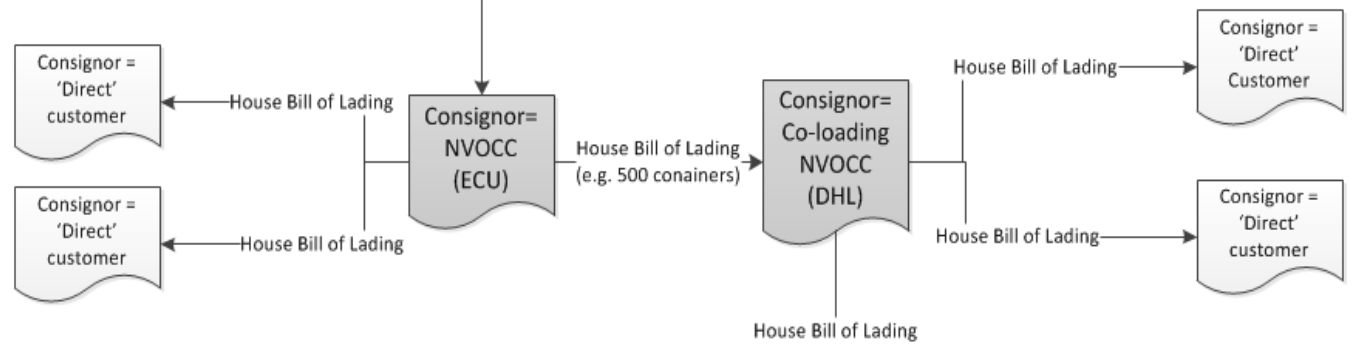 Consignor =
'Direct'
customer
House Bill of Lading
Consignor =
'Direct'
customer
House Bill of Lading
Consignor=
NVOCC
(ECU)
House Bill of Lading
(e.g. 500 conainers)
Consignor=
Co-loading
NVOCC
(DHL)
House Bill of Lading
Consignor =
'Direct'
Customer
House Bill of Lading
Consignor =
'Direct'
customer
House Bill of Lading